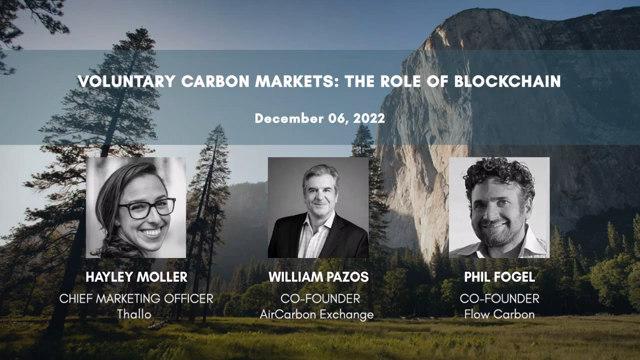 VOLUNTARY CARBON MARKETS: THE ROLE OF BLOCKCHAIN
December 06, 2022
HAYLEY MOLLER
CHIEF MARKETING OFFICER
Thallo
WILLIAM PAZOS
CO-FOUNDER
AirCarbon Exchange
PHIL FOGEL
CO-FOUNDER
Flow Carbon